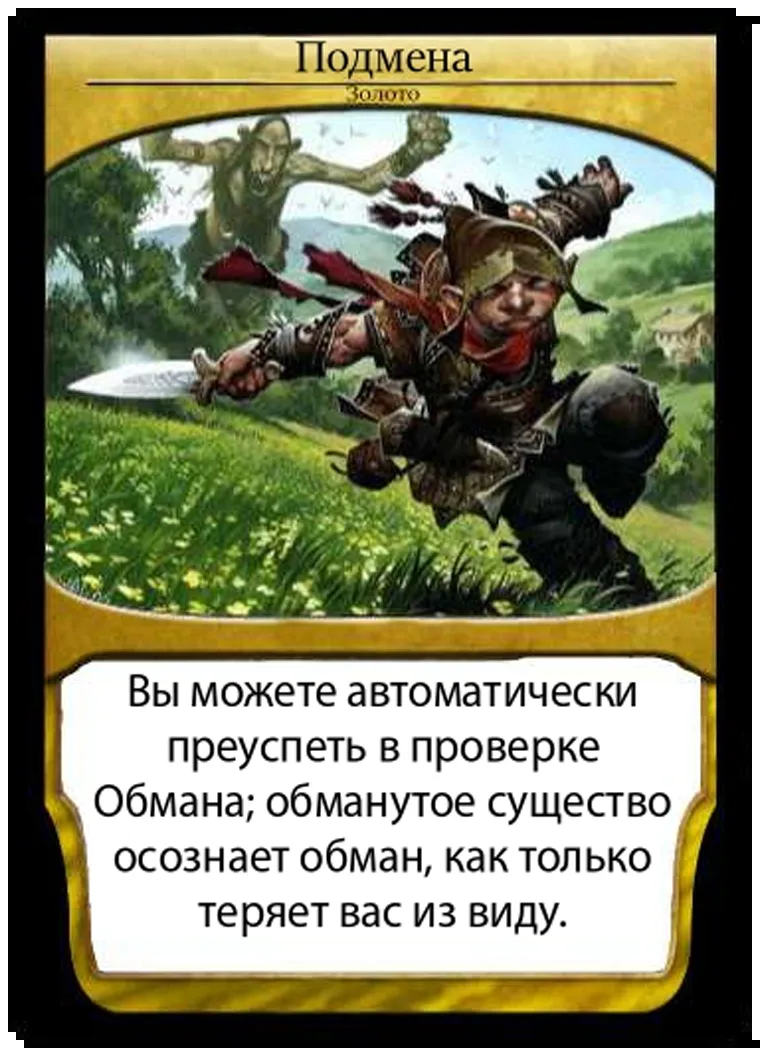 Подмена
Золото
Вы можете автоматически
преуспеть в проверке
Обмана; обманутое существо
осознает обман, как только
теряет вас из виду.